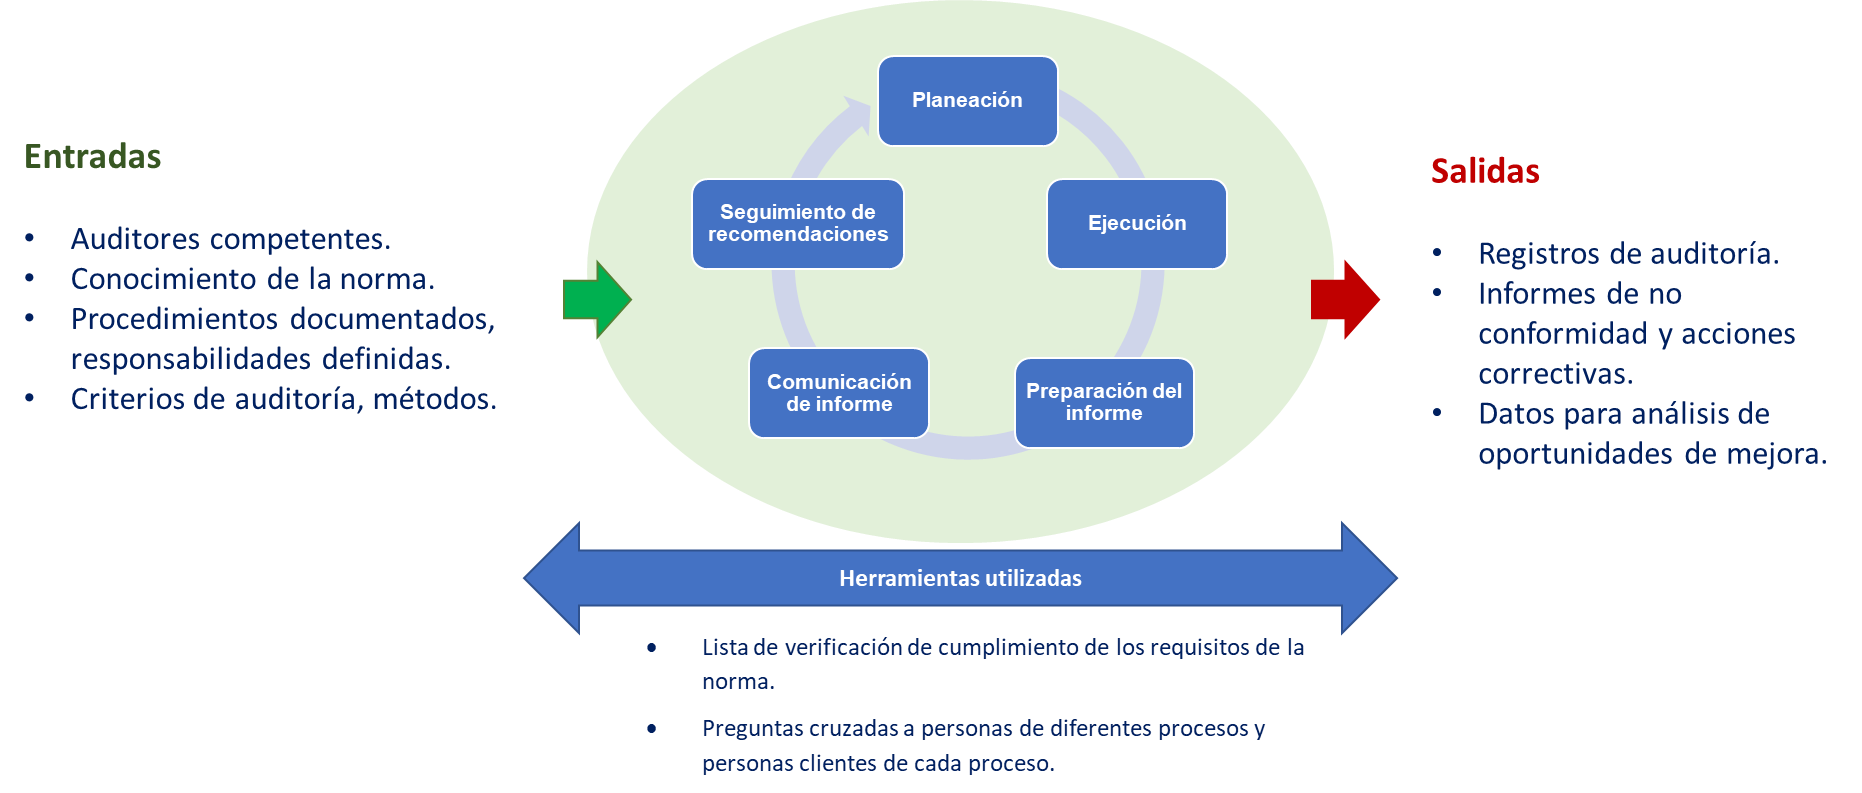 Entradas
• Auditores competentes.
• Conocimiento de la norma.
• Procedimientos documentados,
responsabilidades definidas.
• Criterios de auditoría, métodos.
Planeación
Ejecución
Preparación del
informe
Comunicación
de informe
Seguimiento de
recomendaciones
Salidas
• Registros de auditoría.
• Informes de no
conformidad y acciones
correctivas.
• Datos para análisis de
oportunidades de mejora.
Herramientas utilizadas
• Lista de verificación de cumplimiento de los requisitos de la
norma.
• Preguntas cruzadas a personas de diferentes procesos y
personas clientes de cada proceso.